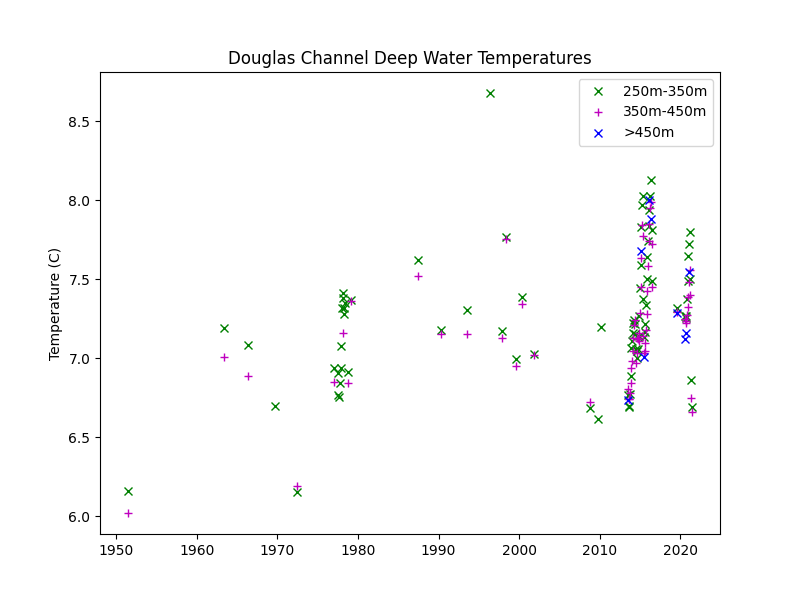 Douglas Channel Deep Water Temperatures
250m-350m
350m-450m
>450m
Temperature (C)
8.5
8.0
7.5
7.0
6.5
6.0
1950 1960 1970 1980 1990 2000 2010 2020